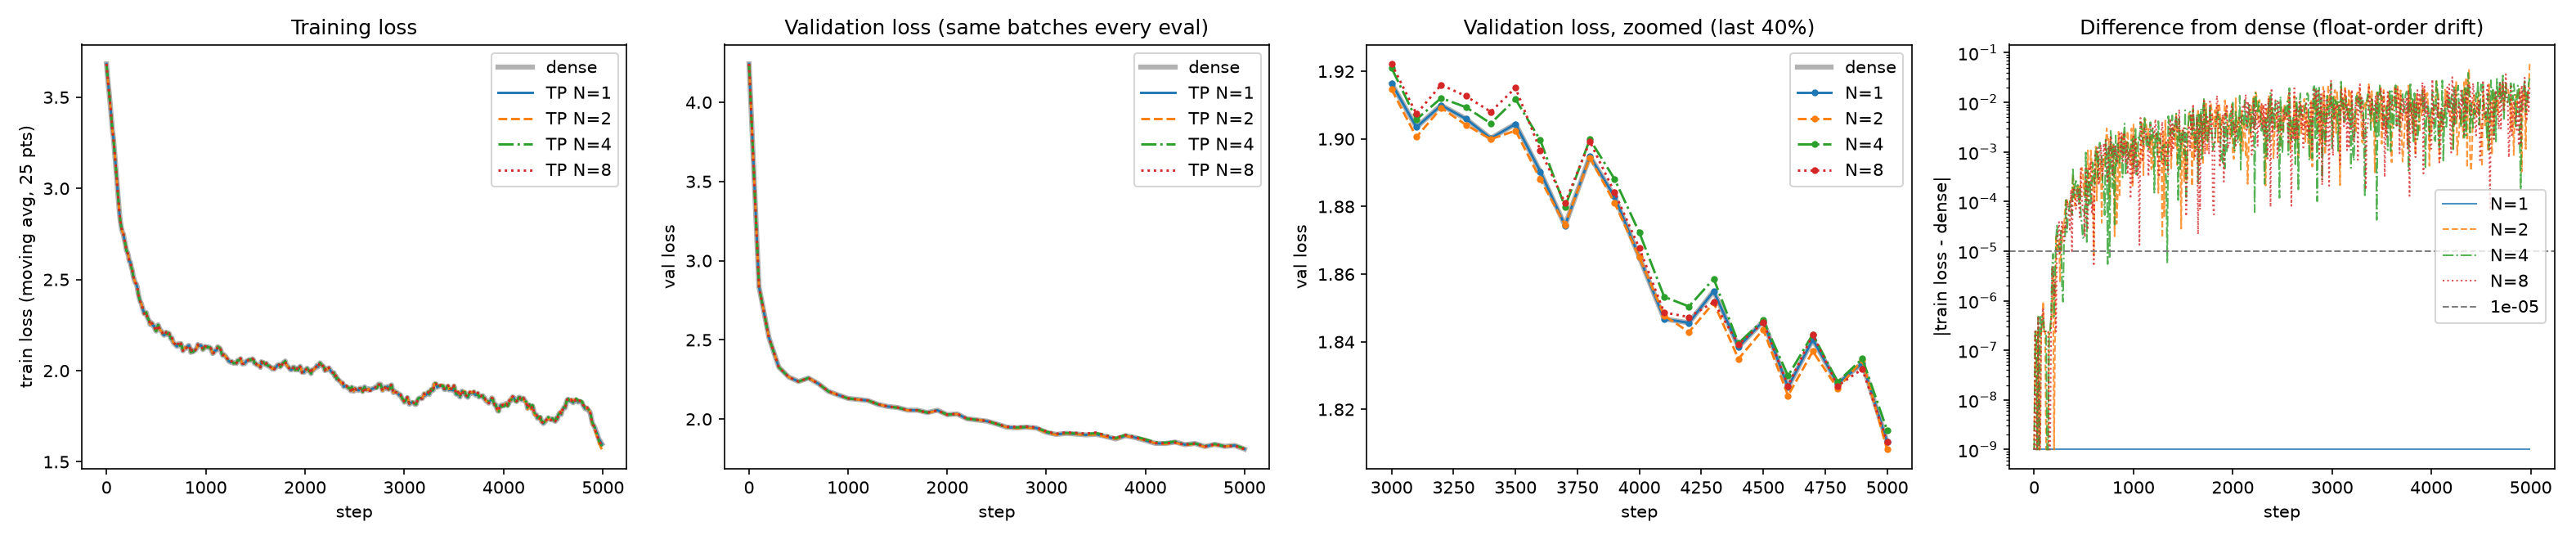 Training loss
train loss (moving avg, 25 pts)
3.5
3.0
2.5
2.0
1.5
0
1000
2000
3000
4000
5000
step
dense
TP N=1
TP N=2
TP N=4
TP N=8
Validation loss (same batches every eval)
val loss
4.0
3.5
3.0
2.5
2.0
0
1000
2000
3000
4000
5000
step
dense
TP N=1
TP N=2
TP N=4
TP N=8
Validation loss, zoomed (last 40%)
val loss
1.92
1.90
1.88
1.86
1.84
1.82
3000
3250
3500
3750
4000
4250
4500
4750
5000
step
dense
N=1
N=2
N=4
N=8
Difference from dense (float-order drift)
|train loss - dense|
10⁻¹
10⁻²
10⁻³
10⁻⁴
10⁻⁵
10⁻⁶
10⁻⁷
10⁻⁸
10⁻⁹
0
1000
2000
3000
4000
5000
step
N=1
N=2
N=4
N=8
1e-05